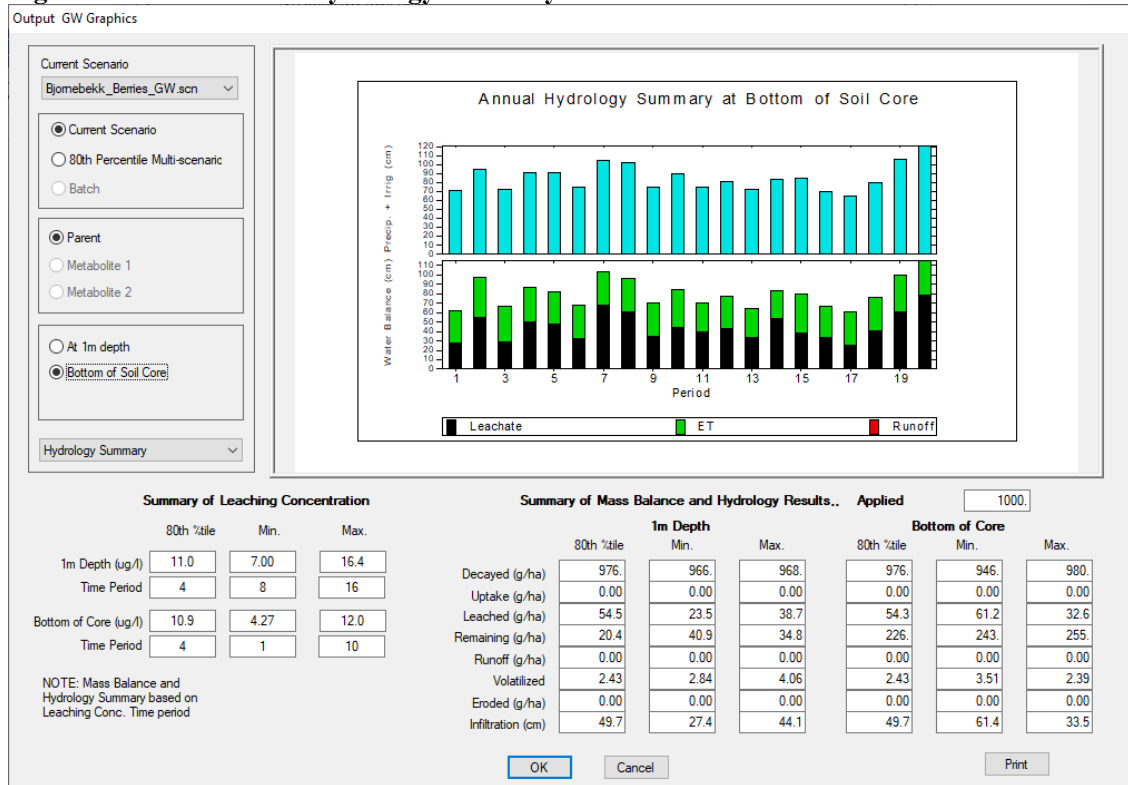 Output GW Graphics
Current Scenario
Bjornebekk_Berries_GW.scn
Current Scenario
80th Percentile Multi-scenaric
Batch
Parent
Metabolite 1
Metabolite 2
At 1m depth
Bottom of Soil Core
Hydrology Summary
Annual Hydrology Summary at Bottom of Soil Core
Water Balance (cm) Precip. + Irrig (cm)
120
110
100
90
80
70
60
50
40
30
20
10
0
110
100
90
80
70
60
50
40
30
20
10
0
1 3 5 7 9 11 13 15 17 19
Period
Leachate ET Runoff
Summary of Leaching Concentration
80th %tile Min. Max.
1m Depth (ug/l) 11.0 7.00 16.4
Time Period 4 8 16
Bottom of Core (ug/l) 10.9 4.27 12.0
Time Period 4 1 10
NOTE: Mass Balance and
Hydrology Summary based on
Leaching Conc. Time period
Summary of Mass Balance and Hydrology Results.. Applied 1000.
1m Depth Bottom of Core
80th %tile Min. Max. 80th %tile Min. Max.
Decayed (g/ha) 976. 966. 968. 976. 946. 980.
Uptake (g/ha) 0.00 0.00 0.00 0.00 0.00 0.00
Leached (g/ha) 54.5 23.5 38.7 54.3 61.2 32.6
Remaining (g/ha) 20.4 40.9 34.8 226. 243. 255.
Runoff (g/ha) 0.00 0.00 0.00 0.00 0.00 0.00
Volatilized 2.43 2.84 4.06 2.43 3.51 2.39
Eroded (g/ha) 0.00 0.00 0.00 0.00 0.00 0.00
Infiltration (cm) 49.7 27.4 44.1 49.7 61.4 33.5
OK Cancel Print